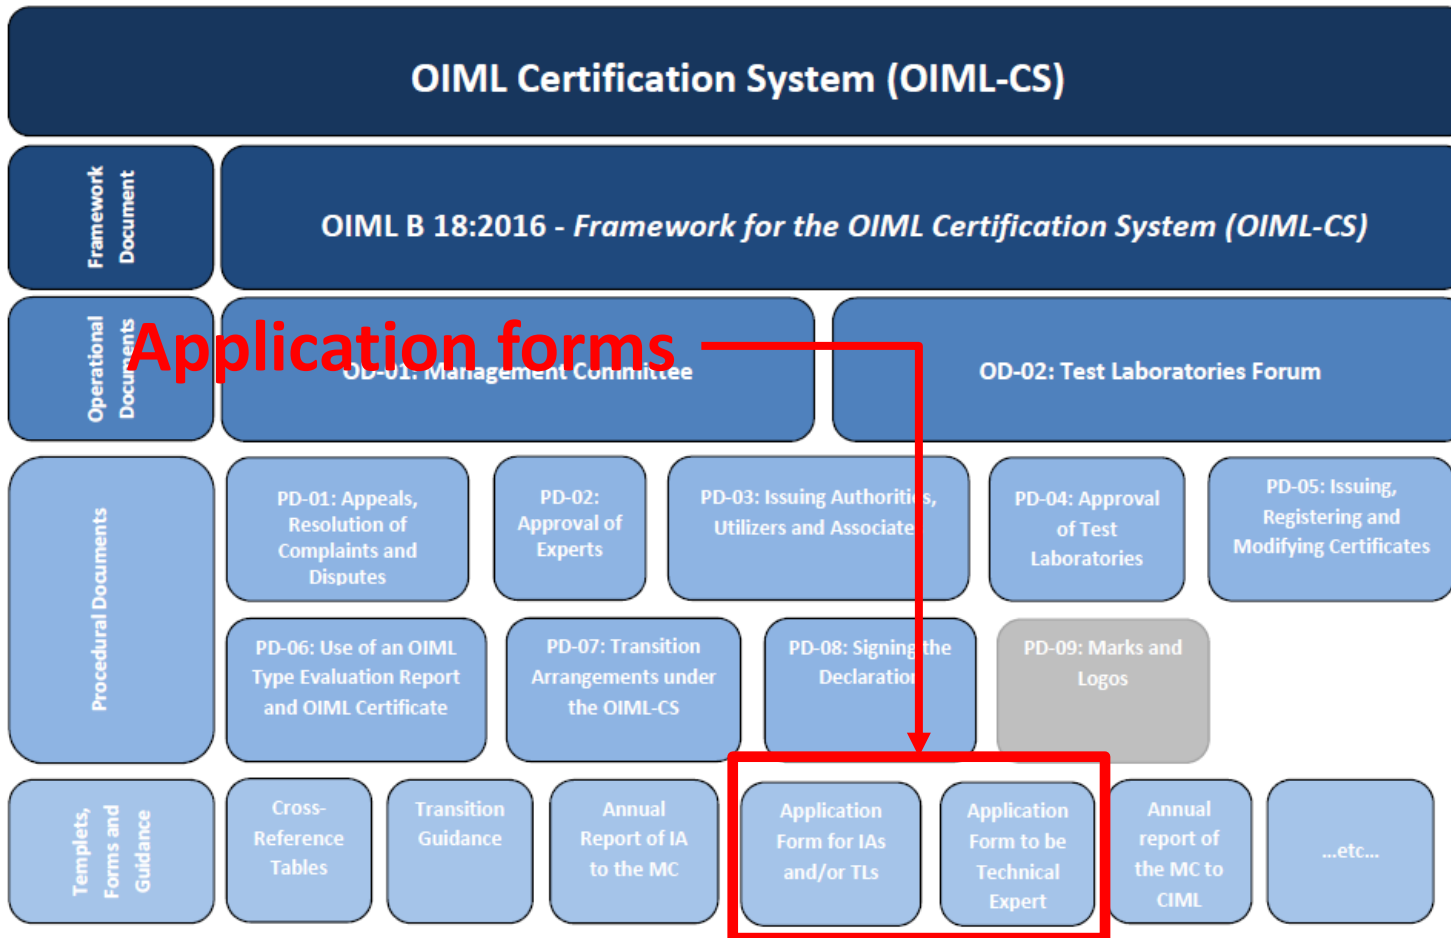 OIML Certification System (OIML-CS)
Framework
Document
OIML B 18:2016 - Framework for the OIML Certification System (OIML-CS)
Operational
Documents
Application forms
OD-01: Management Committee
OD-02: Test Laboratories Forum
Procedural Documents
PD-01: Appeals,
Resolution of
Complaints and
Disputes
PD-02:
Approval of
Experts
PD-03: Issuing Authorities,
Utilizers and Associate
PD-04: Approval
of Test
Laboratories
PD-05: Issuing,
Registering and
Modifying Certificates
PD-06: Use of an OIML
Type Evaluation Report
and OIML Certificate
PD-07: Transition
Arrangements under
the OIML-CS
PD-08: Signing the
Declaration
PD-09: Marks and
Logos
Templets,
Forms and
Guidance
Cross-
Reference
Tables
Transition
Guidance
Annual
Report of IA
to the MC
Application
Form for IAs
and/or TLs
Application
Form to be
Technical
Expert
Annual
report of
the MC to
CIML
...etc...